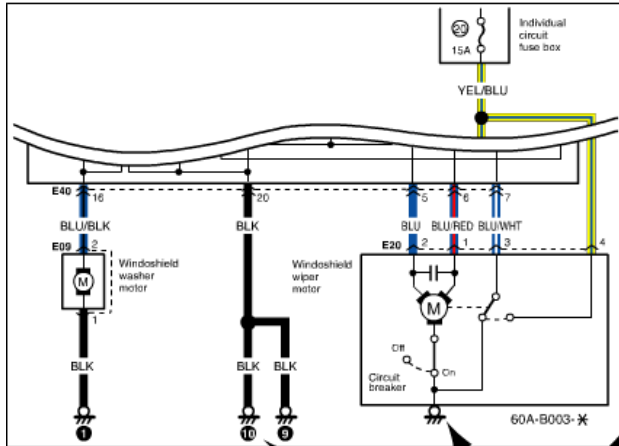 20
15A
Individual
circuit
fuse box
YEL/BLU
E40
16
20
5
6
7
BLU/BLK
BLK
BLU
BLU/RED
BLU/WHT
E09
2
E20
2
1
3
4
Windoshield
washer
motor
M
1
Windoshield
wiper
motor
M
Off
On
Circuit
breaker
BLK
BLK
BLK
1
10
9
60A-B003-*